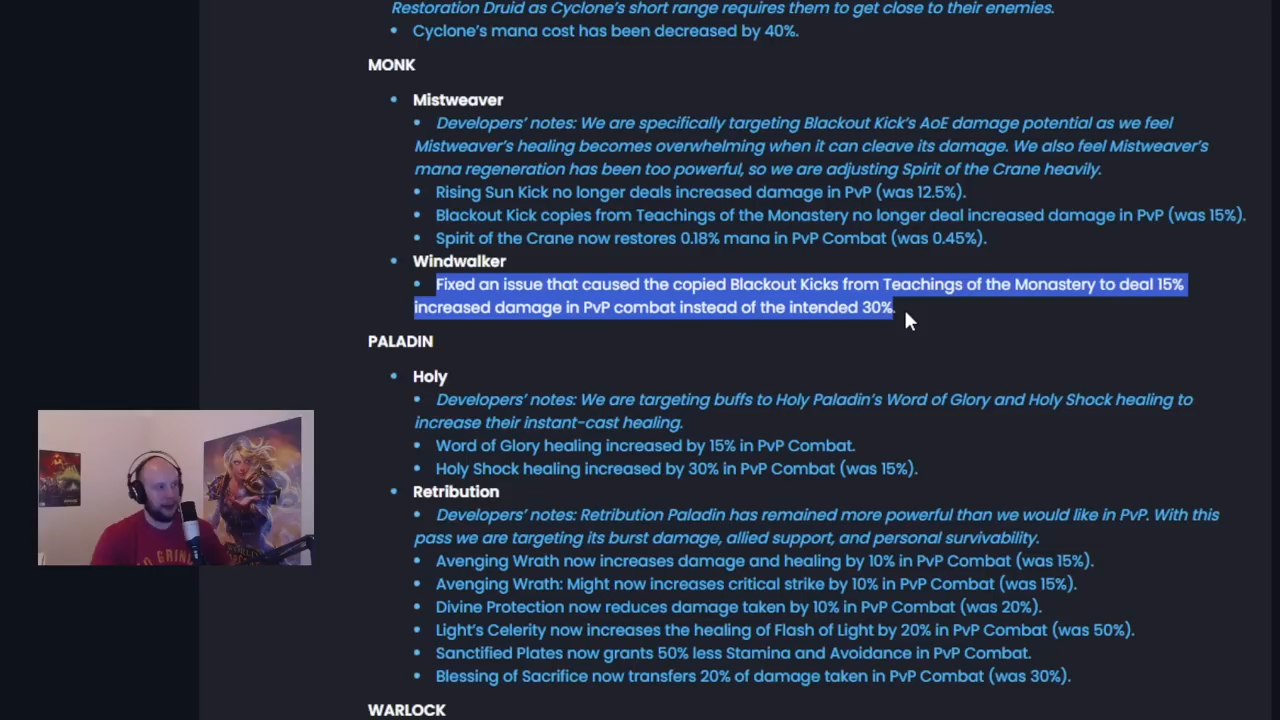 Restoration Druid as Cyclone's short range requires them to get close to their enemies.
• Cyclone's mana cost has been decreased by 40%.
MONK
• Mistweaver
• Developers' notes: We are specifically targeting Blackout Kick's AoE damage potential as we feel
Mistweaver's healing becomes overwhelming when it can cleave its damage. We also feel Mistweaver's
mana regeneration has been too powerful, so we are adjusting Spirit of the Crane heavily.
• Rising Sun Kick no longer deals increased damage in PvP (was 12.5%).
• Blackout Kick copies from Teachings of the Monastery no longer deal increased damage in PvP (was 15%).
• Spirit of the Crane now restores 0.18% mana in PvP Combat (was 0.45%).
• Windwalker
• Fixed an issue that caused the copied Blackout Kicks from Teachings of the Monastery to deal 15%
increased damage in PvP combat instead of the intended 30%.
PALADIN
• Holy
• Developers' notes: We are targeting buffs to Holy Paladin's Word of Glory and Holy Shock healing to
increase their instant-cast healing.
• Word of Glory healing increased by 15% in PvP Combat.
• Holy Shock healing increased by 30% in PvP Combat (was 15%).
• Retribution
• Developers' notes: Retribution Paladin has remained more powerful than we would like in PvP. With this
pass we are targeting its burst damage, allied support, and personal survivability.
• Avenging Wrath now increases damage and healing by 10% in PvP Combat (was 15%).
• Avenging Wrath: Might now increases critical strike by 10% in PvP Combat (was 15%).
• Divine Protection now reduces damage taken by 10% in PvP Combat (was 20%).
• Light's Celerity now increases the healing of Flash of Light by 20% in PvP Combat (was 50%).
• Sanctified Plates now grants 50% less Stamina and Avoidance in PvP Combat.
• Blessing of Sacrifice now transfers 20% of damage taken in PvP Combat (was 30%).
WARLOCK